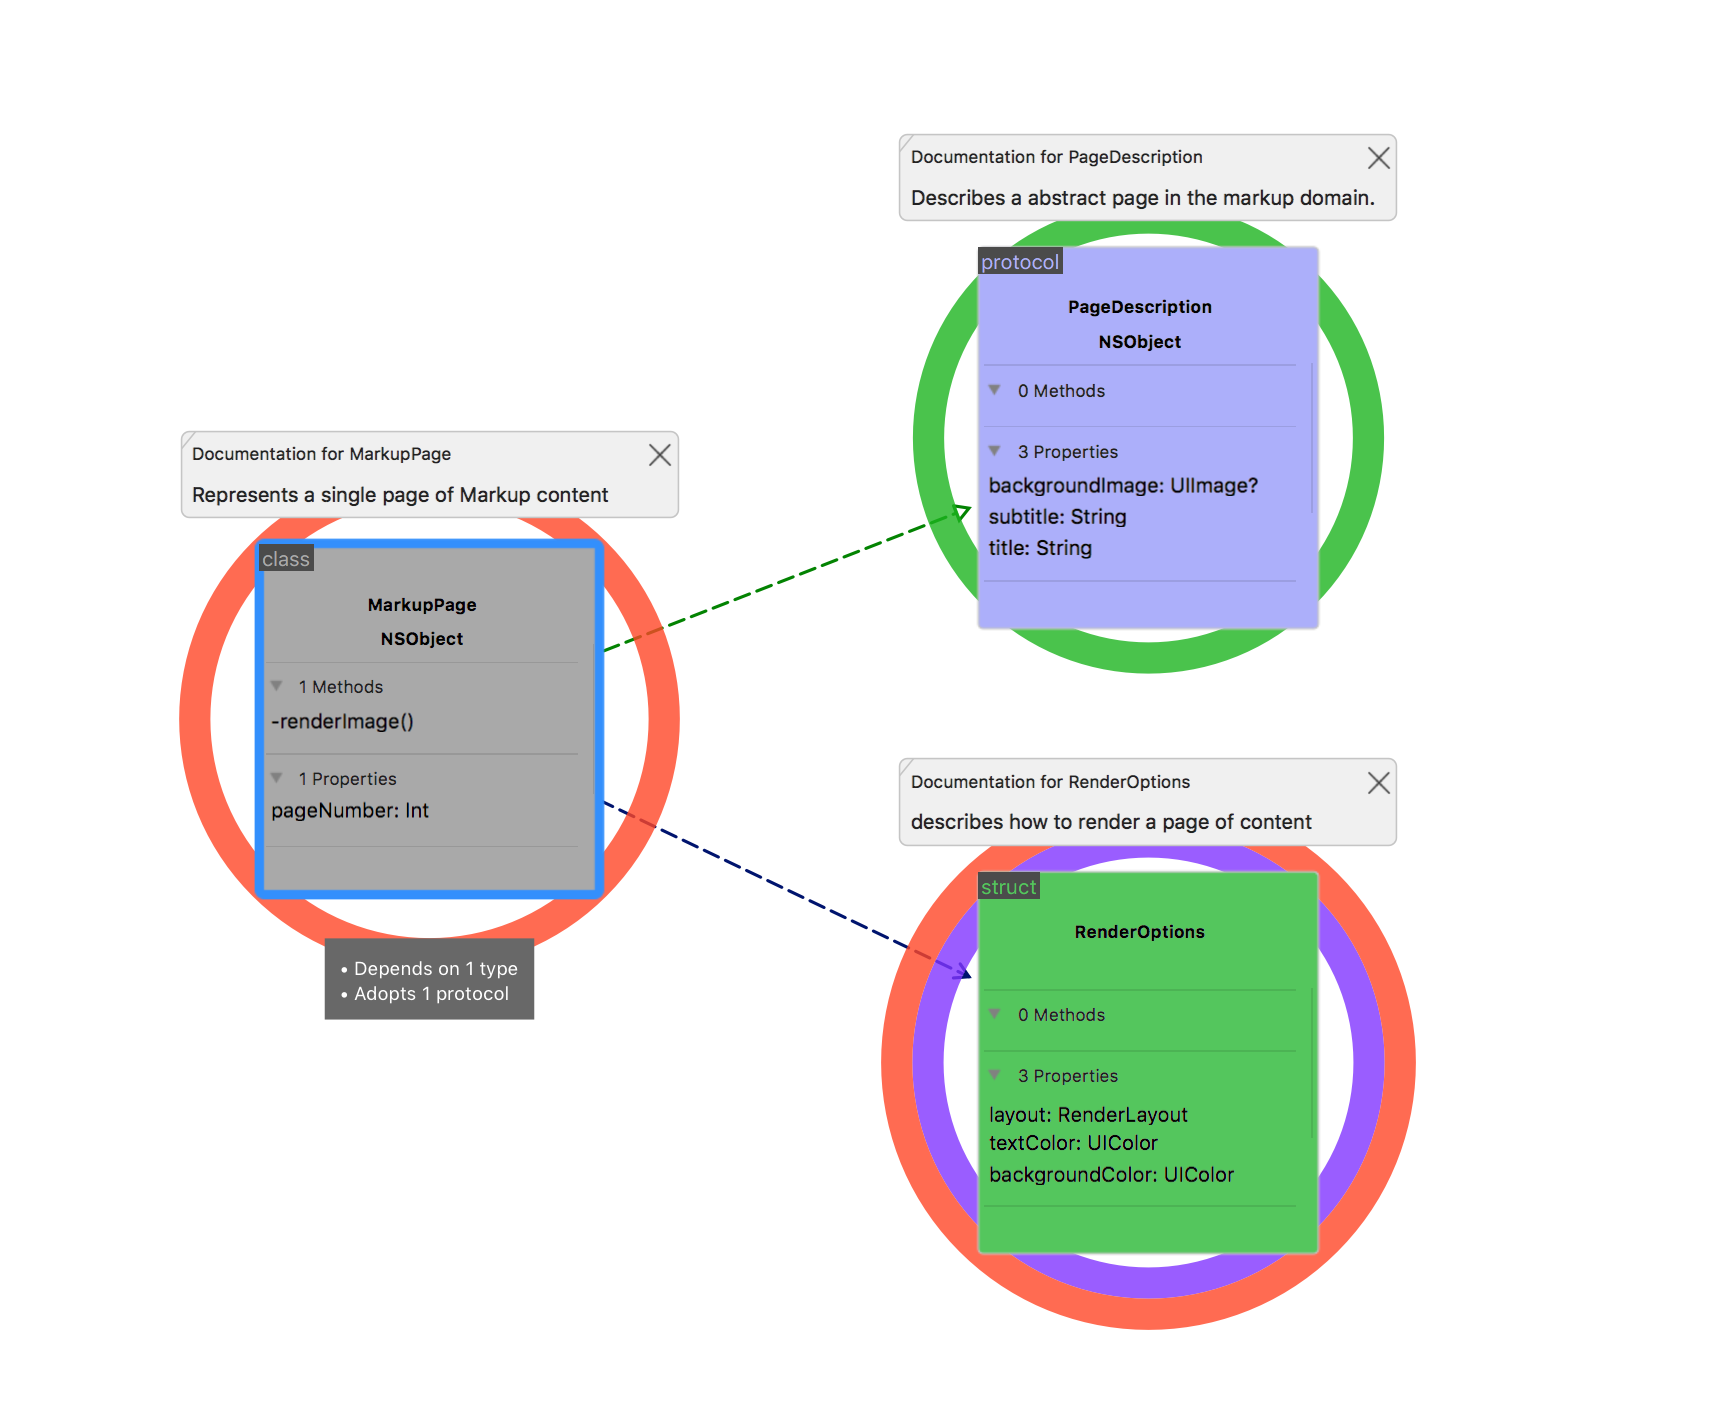 Documentation for PageDescription
Describes a abstract page in the markup domain.
protocol
PageDescription
NSObject
0 Methods
3 Properties
backgroundImage: UIImage?
subtitle: String
title: String
Documentation for MarkupPage
Represents a single page of Markup content
class
MarkupPage
NSObject
1 Methods
-renderImage()
1 Properties
pageNumber: Int
• Depends on 1 type
• Adopts 1 protocol
Documentation for RenderOptions
describes how to render a page of content
struct
RenderOptions
0 Methods
3 Properties
layout: RenderLayout
textColor: UIColor
backgroundColor: UIColor